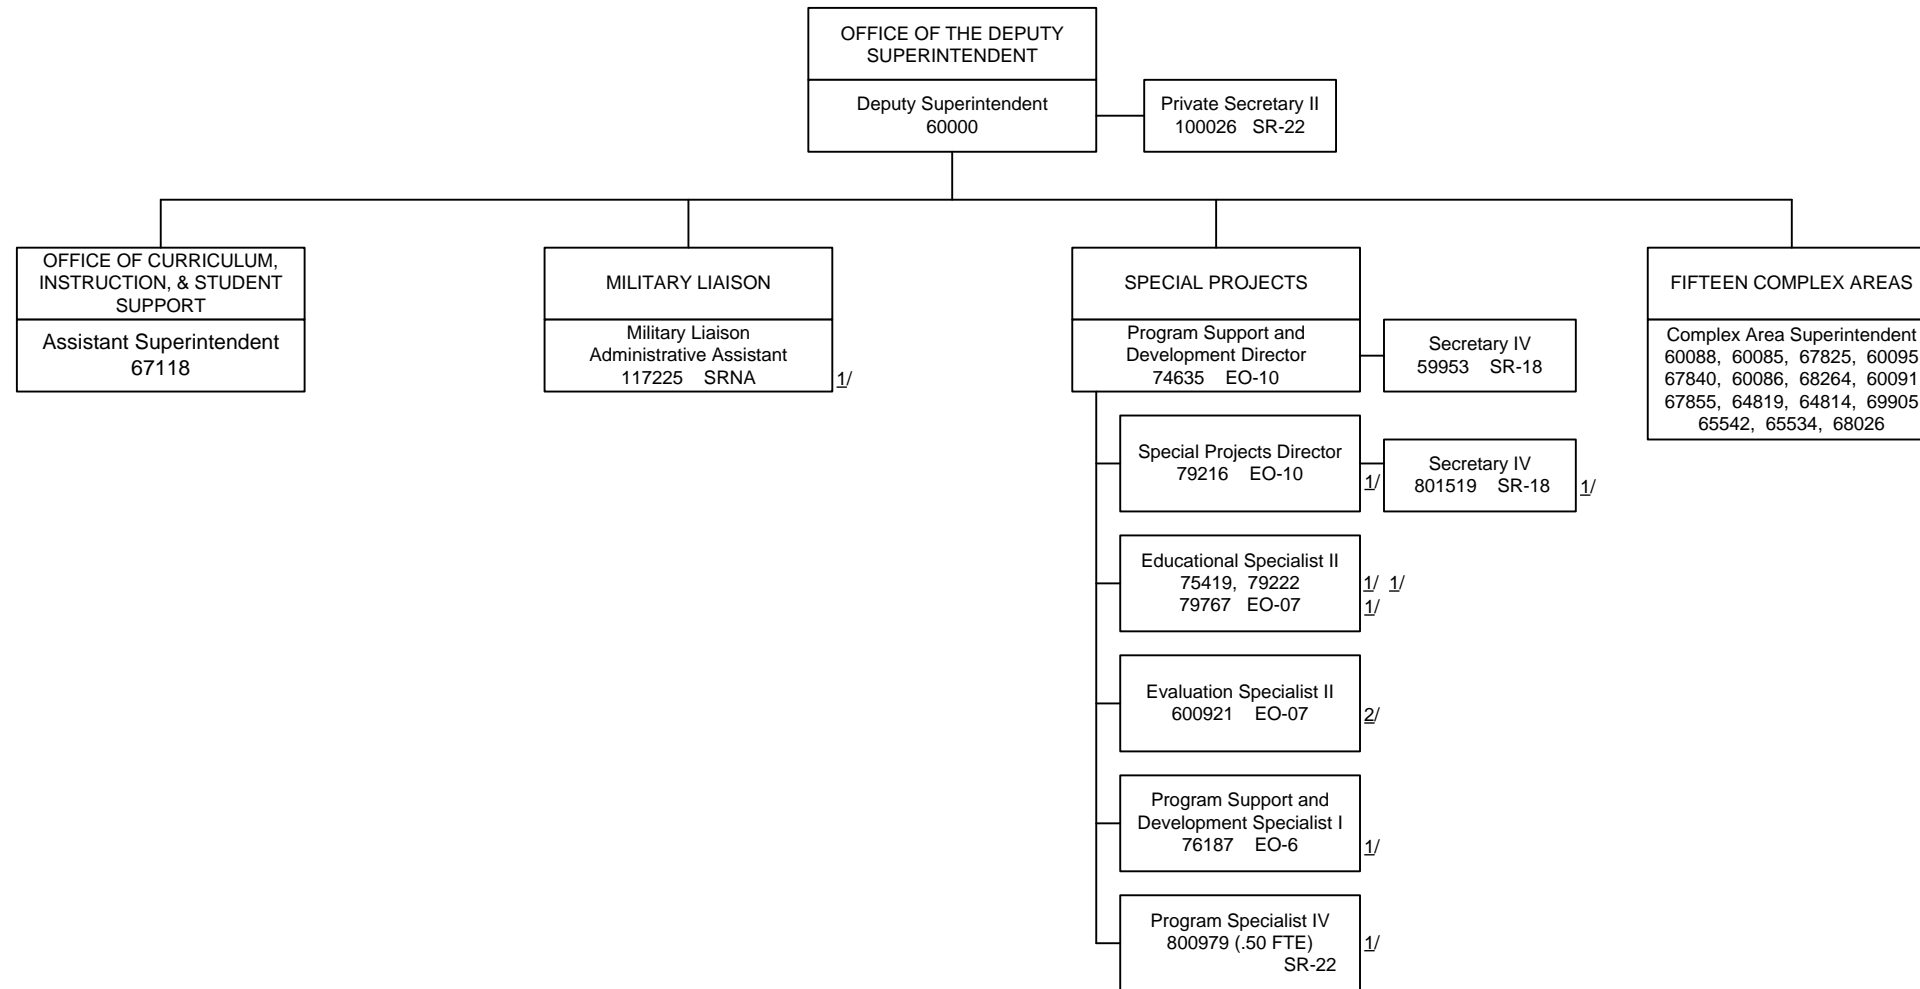 OFFICE OF THE DEPUTY
SUPERINTENDENT
Deputy Superintendent
60000
Private Secretary II
100026 SR-22
OFFICE OF CURRICULUM,
INSTRUCTION, & STUDENT
SUPPORT
Assistant Superintendent
67118
MILITARY LIAISON
Military Liaison
Administrative Assistant
117225 SRNA
1/
SPECIAL PROJECTS
Program Support and
Development Director
74635 EO-10
Secretary IV
59953 SR-18
Special Projects Director
79216 EO-10
1/
Secretary IV
801519 SR-18
1/
Educational Specialist II
75419, 79222
1/ 1/
79767 EO-07
1/
Evaluation Specialist II
600921 EO-07
2/
Program Support and
Development Specialist I
76187 EO-6
1/
Program Specialist IV
800979 (.50 FTE)
1/
SR-22
FIFTEEN COMPLEX AREAS
Complex Area Superintendent
60088, 60085, 67825, 60095
67840, 60086, 68264, 60091
67855, 64819, 64814, 69905
65542, 65534, 68026